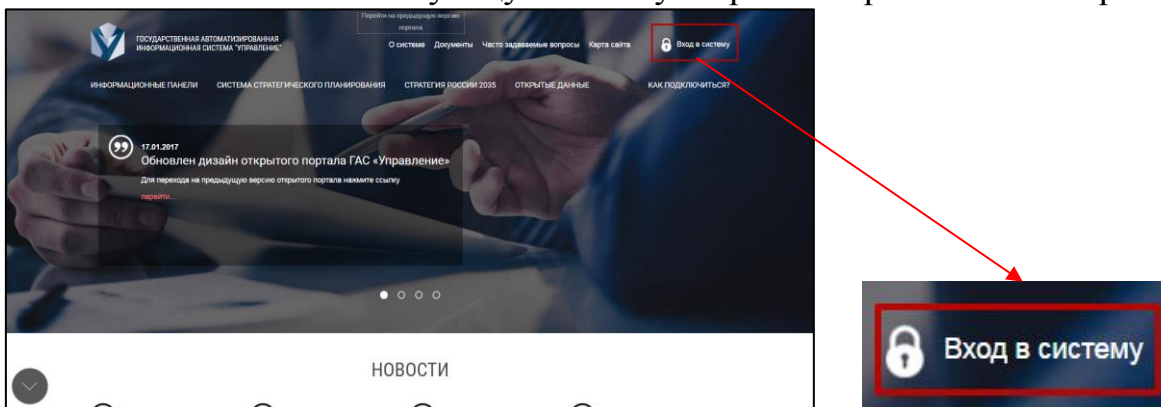 Перейти на предыдущую версию
портала
ГОСУДАРСТВЕННАЯ АВТОМАТИЗИРОВАННАЯ
ИНФОРМАЦИОННАЯ СИСТЕМА "УПРАВЛЕНИЕ"
О системе Документы Часто задаваемые вопросы Карта сайта Вход в систему
ИНФОРМАЦИОННЫЕ ПАНЕЛИ СИСТЕМА СТРАТЕГИЧЕСКОГО ПЛАНИРОВАНИЯ СТРАТЕГИЯ РОССИИ 2035 ОТКРЫТЫЕ ДАННЫЕ КАК ПОДКЛЮЧИТЬСЯ?
17.01.2017
Обновлен дизайн открытого портала ГАС «Управление»
Для перехода на предыдущую версию открытого портала нажмите ссылку
перейти...
Вход в систему
НОВОСТИ